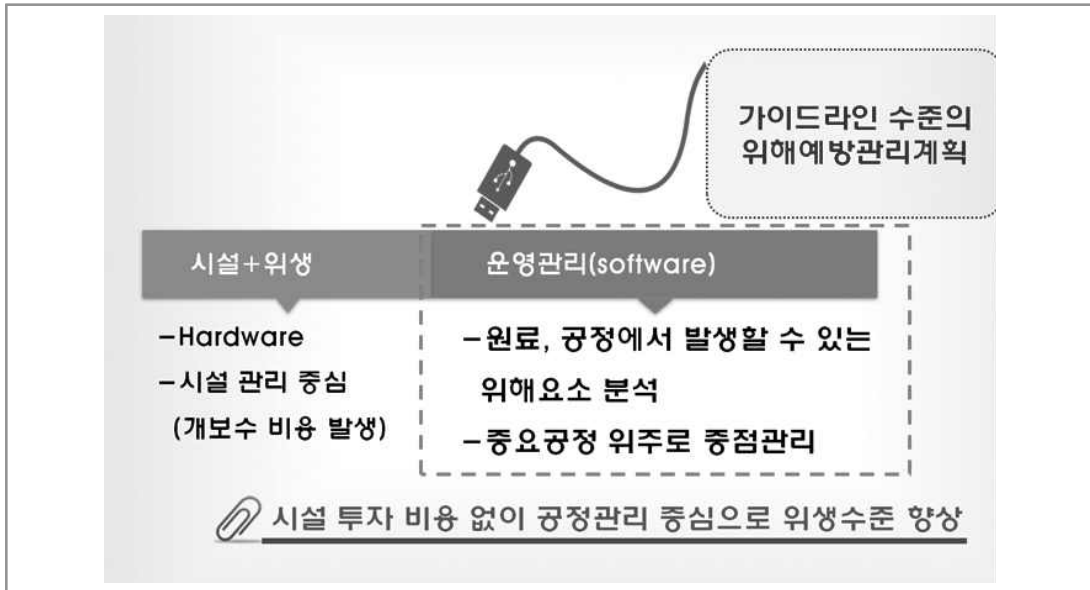 가이드라인 수준의
위해예방관리계획
시설+위생
-Hardware
-시설 관리 중심
(개보수 비용 발생)
운영관리(software)
-원료, 공정에서 발생할 수 있는
위해요소 분석
-중요공정 위주로 중점관리
시설 투자 비용 없이 공정관리 중심으로 위생수준 향상